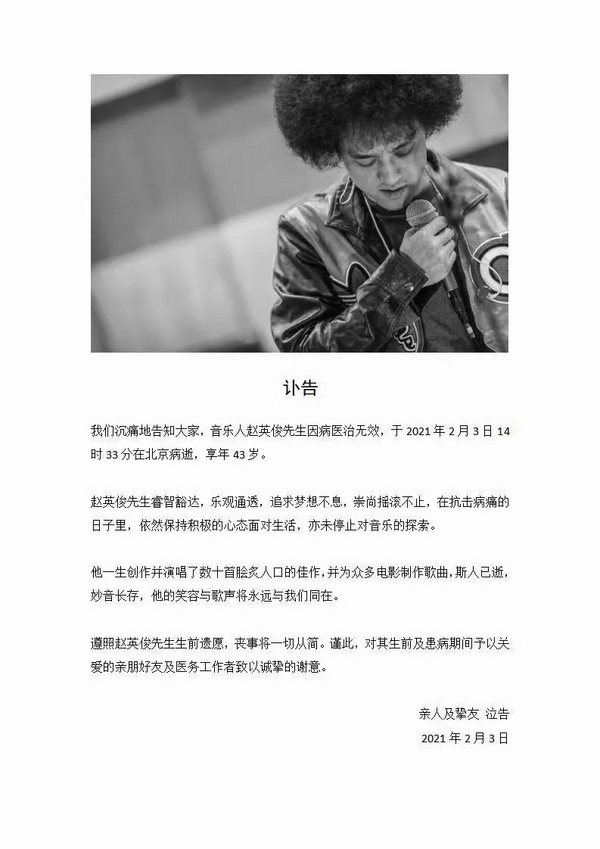 讣告
我们沉痛地告知大家，音乐人赵英俊先生因病医治无效，于 2021 年 2 月 3 日 14
时 33 分在北京病逝，享年 43 岁。
赵英俊先生睿智豁达，乐观通透，追求梦想不息，崇尚摇滚不止，在抗击病痛的
日子里，依然保持积极的心态面对生活，亦未停止对音乐的探索。
他一生创作并演唱了数十首脍炙人口的佳作，并为众多电影制作歌曲，斯人已逝，
妙音长存，他的笑容与歌声将永远与我们同在。
遵照赵英俊先生生前遗愿，丧事将一切从简。谨此，对其生前及患病期间予以关
爱的亲朋好友及医务工作者致以诚挚的谢意。
亲人及挚友 泣告
2021 年 2 月 3 日